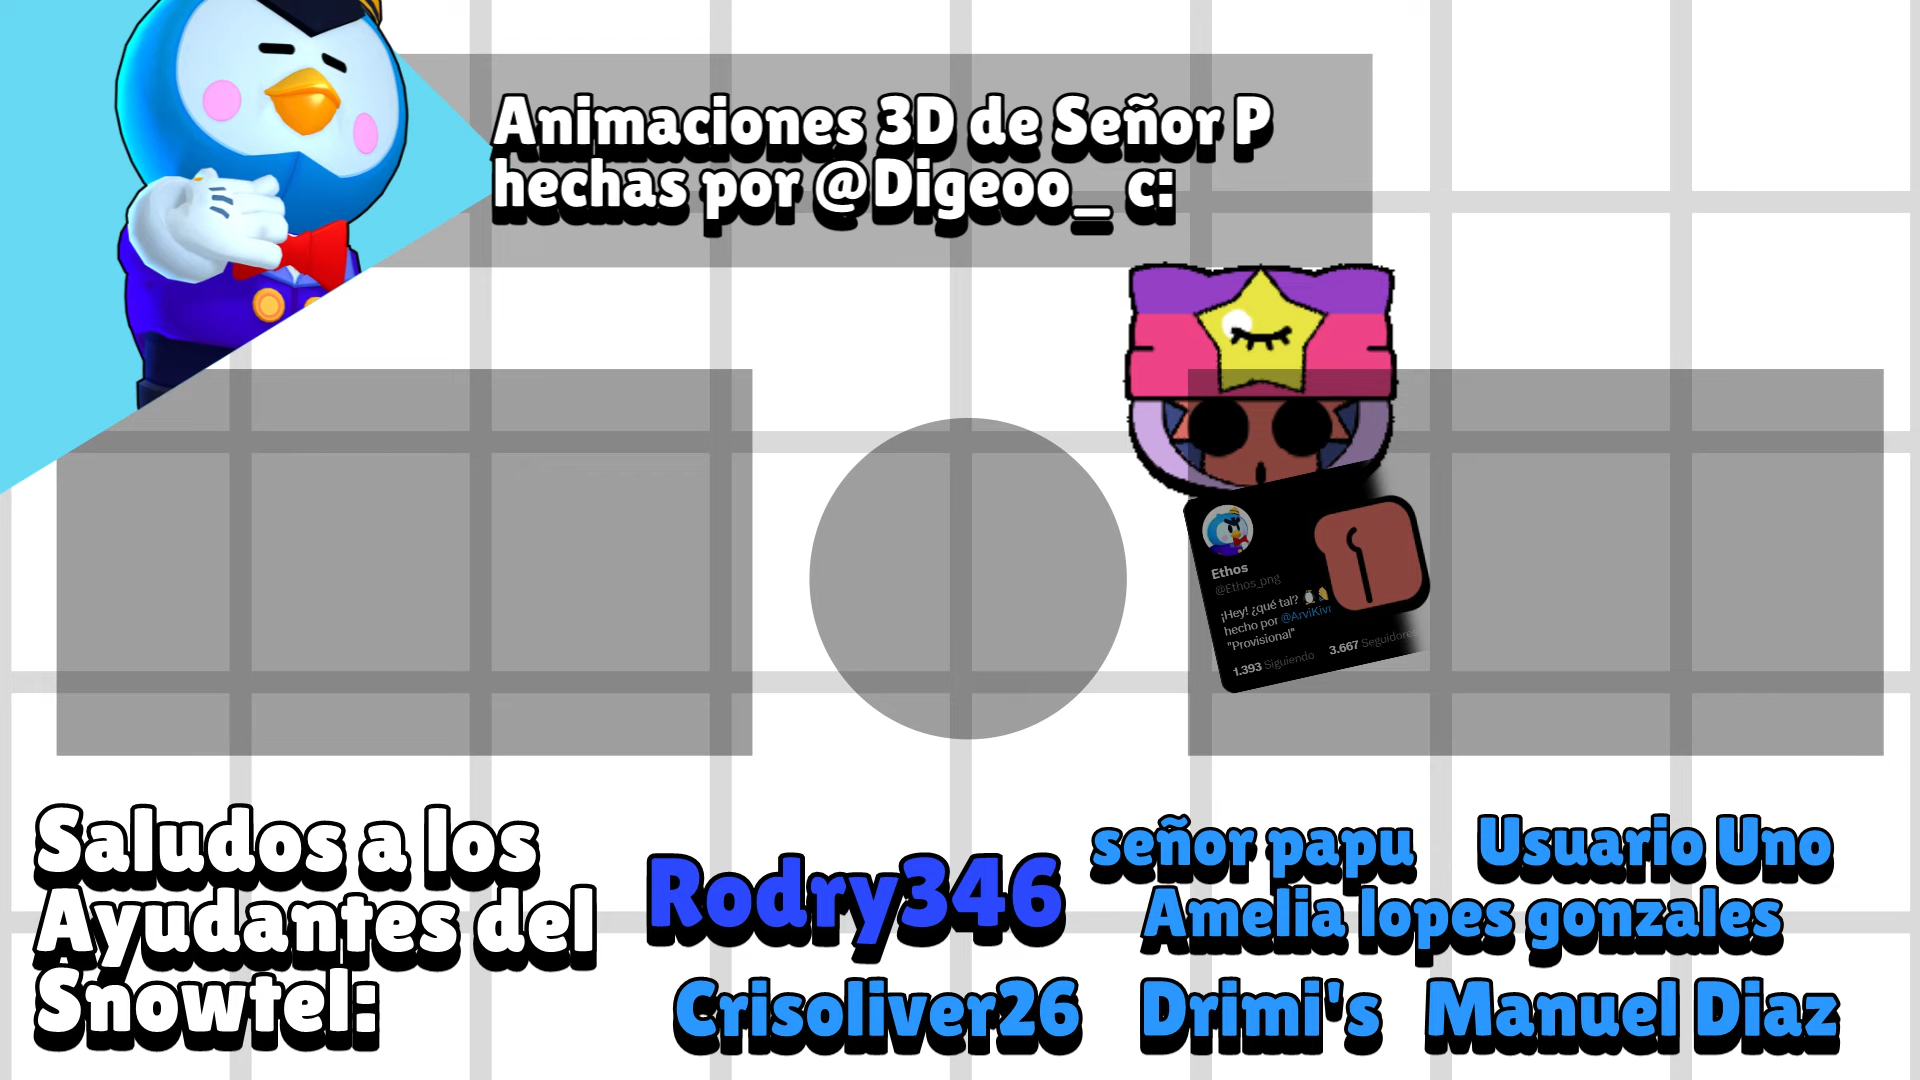 Animaciones 3D de Señor P
hechas por @Digeoo_ c:
Ethos
@Ethos_png
¡Hey! ¿qué tal? 🐧
hecho por @ArviKivi
"Provisional"
1.393 Siguiendo 3.667 Seguidores
Saludos a los
Ayudantes del
Snowtel:
Rodry346
señor papu Usuario Uno
Amelia lopes gonzales
Crisoliver26 Drimi's Manuel Diaz